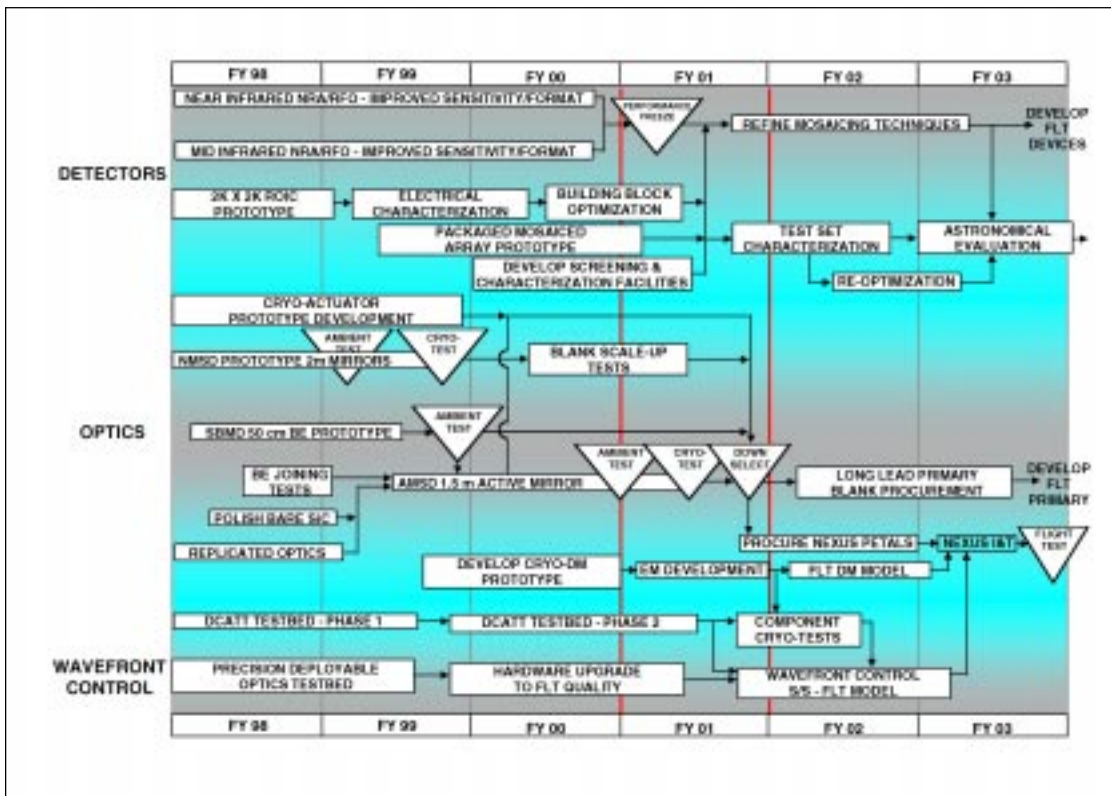 FY 98 FY 99 FY 00 FY 01 FY 02 FY 03
NEAR INFRARED NRA/RFO - IMPROVED SENSITIVITY/FORMAT
PERFORMANCE
FREEZE
REFINE MOSAICING TECHNIQUES
DEVELOP
FLT
DEVICES
MID INFRARED NRA/RFO - IMPROVED SENSITIVITY/FORMAT
DETECTORS
2K X 2K ROIC
PROTOTYPE
ELECTRICAL
CHARACTERIZATION
BUILDING BLOCK
OPTIMIZATION
PACKAGED MOSAICED
ARRAY PROTOTYPE
TEST SET
CHARACTERIZATION
ASTRONOMICAL
EVALUATION
DEVELOP SCREENING &
CHARACTERIZATION FACILITIES
RE-OPTIMIZATION
CRYO-ACTUATOR
PROTOTYPE DEVELOPMENT
AMBIENT
TEST
CRYO-
TEST
NMSD PROTOTYPE 2m MIRRORS
BLANK SCALE-UP
TESTS
OPTICS
SBMD 50 cm BE PROTOTYPE
AMBIENT
TEST
AMBIENT
TEST
CRYO-
TEST
DOWN
SELECT
BE JOINING
TESTS
AMSD 1.5 m ACTIVE MIRROR
LONG LEAD PRIMARY
BLANK PROCUREMENT
DEVELOP
FLT
PRIMARY
POLISH BARE SiC
REPLICATED OPTICS
PROCURE NEXUS PETALS
NEXUS I&T
FLIGHT
TEST
DEVELOP CRYO-DM
PROTOTYPE
EM DEVELOPMENT
FLT DM MODEL
DCATT TESTBED - PHASE 1
DCATT TESTBED - PHASE 2
COMPONENT
CRYO-TESTS
WAVEFRONT
CONTROL
PRECISION DEPLOYABLE
OPTICS TESTBED
HARDWARE UPGRADE
TO FLT QUALITY
WAVEFRONT CONTROL
S/S - FLT MODEL
FY 98 FY 99 FY 00 FY 01 FY 02 FY 03